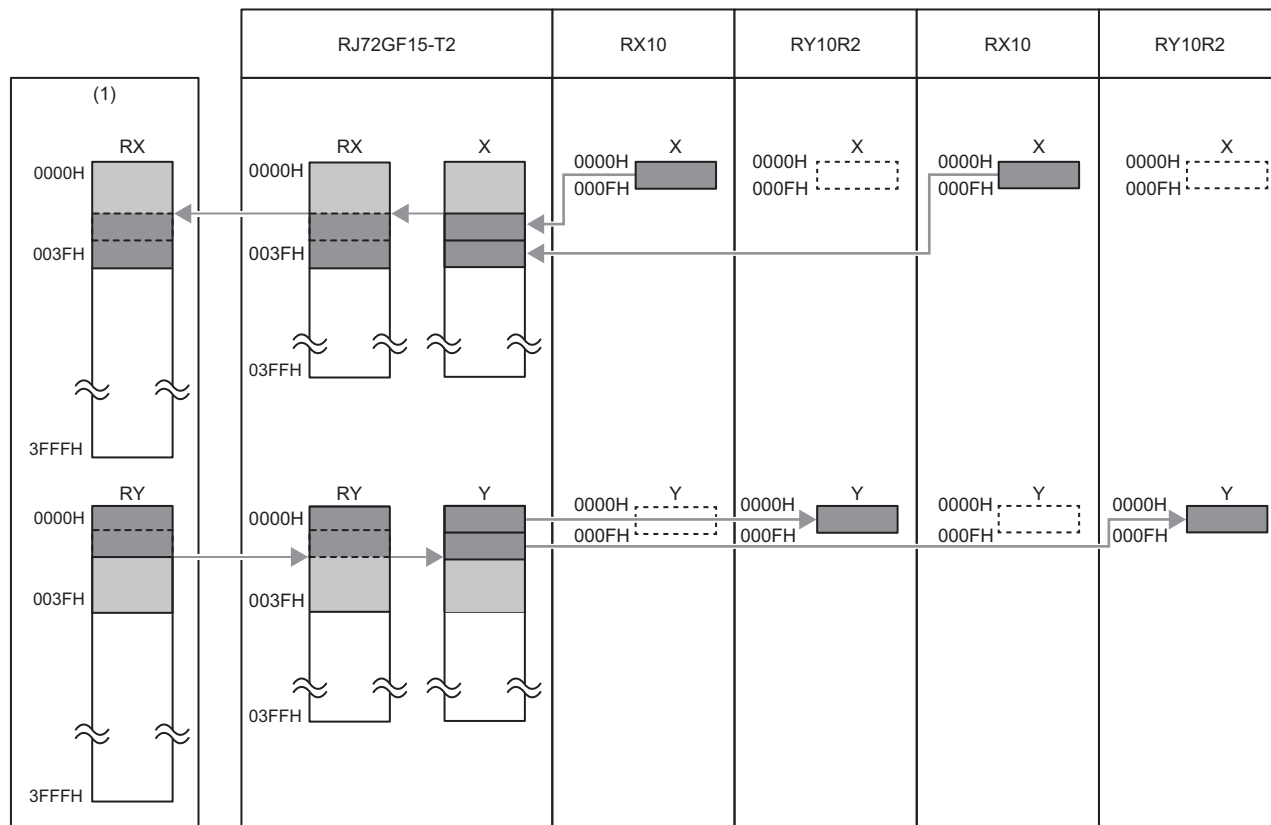 RJ72GF15-T2 RX10 RY10R2 RX10 RY10R2
(1)
RX RX X X X X X
0000H 0000H 0000H 0000H 0000H 0000H
000FH 000FH 000FH 000FH
003FH 003FH
03FFH
3FFFH
RY RY Y Y Y Y Y
0000H 0000H 0000H 0000H 0000H 0000H
000FH 000FH 000FH 000FH
003FH 003FH
03FFH
3FFFH